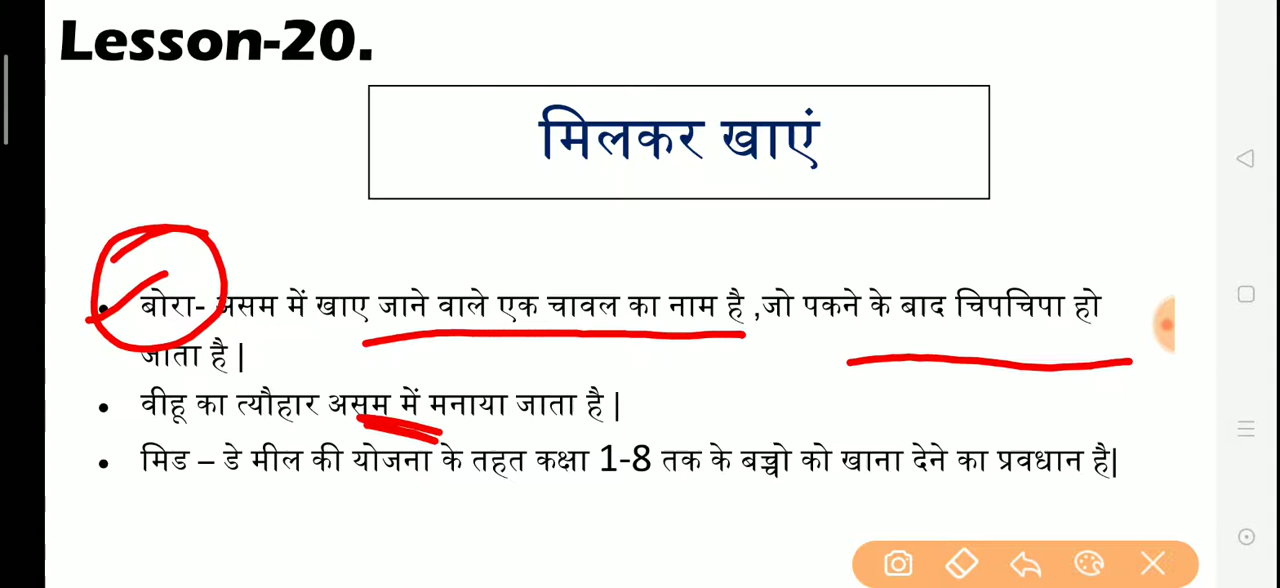 Lesson-20.
मिलकर खाएं
• बोरा- असम में खाए जाने वाले एक चावल का नाम है ,जो पकने के बाद चिपचिपा हो
जाता है |
• वीहू का त्यौहार असम में मनाया जाता है |
• मिड – डे मील की योजना के तहत कक्षा 1-8 तक के बच्चो को खाना देने का प्रवधान है|